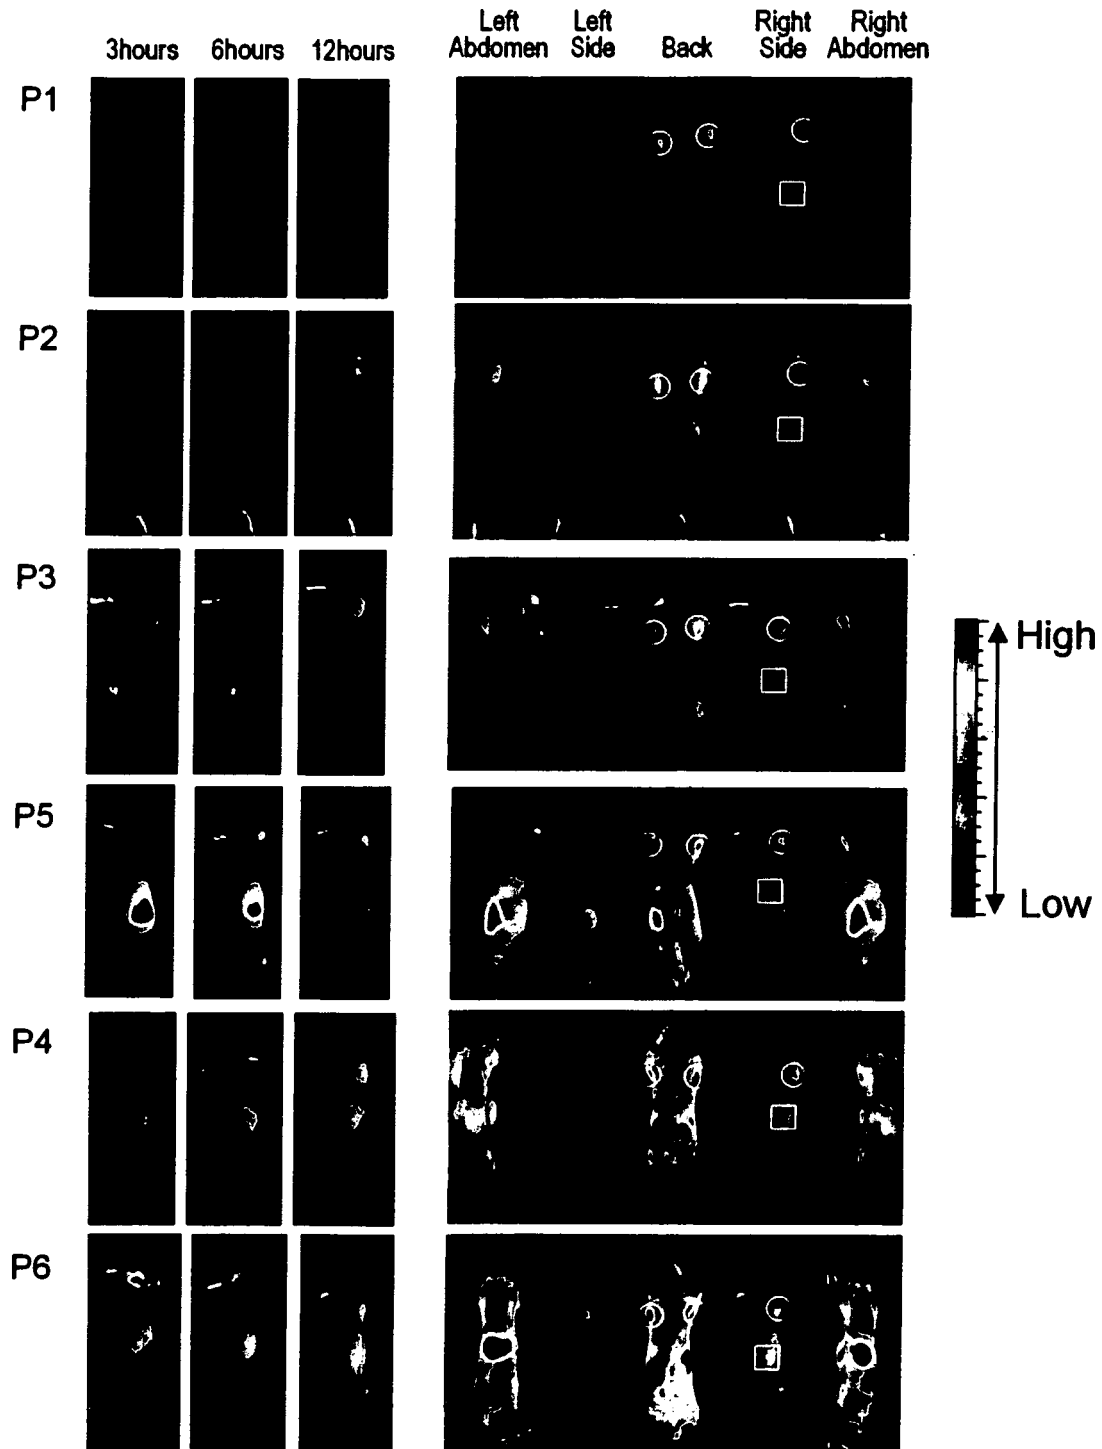 3hours 6hours 12hours
Left Abdomen Left Side Back Right Side Right Abdomen
P1
P2
P3
High
P5
Low
P4
P6